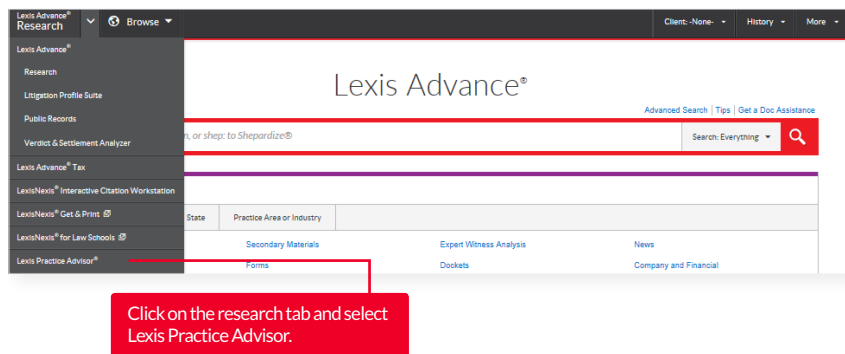 Lexis Advance®
Research
Browse
Client: -None-
History
More
Lexis Advance®
Research
Litigation Profile Suite
Public Records
Verdict & Settlement Analyzer
Lexis Advance® Tax
LexisNexis® Interactive Citation Workstation
LexisNexis® Get & Print
LexisNexis® for Law Schools
Lexis Practice Advisor®
Lexis Advance®
Advanced Search | Tips | Get a Doc Assistance
n, or shep: to Shepardize®
Search: Everything
State
Practice Area or Industry
Secondary Materials
Expert Witness Analysis
News
Forms
Dockets
Company and Financial
Click on the research tab and select
Lexis Practice Advisor.